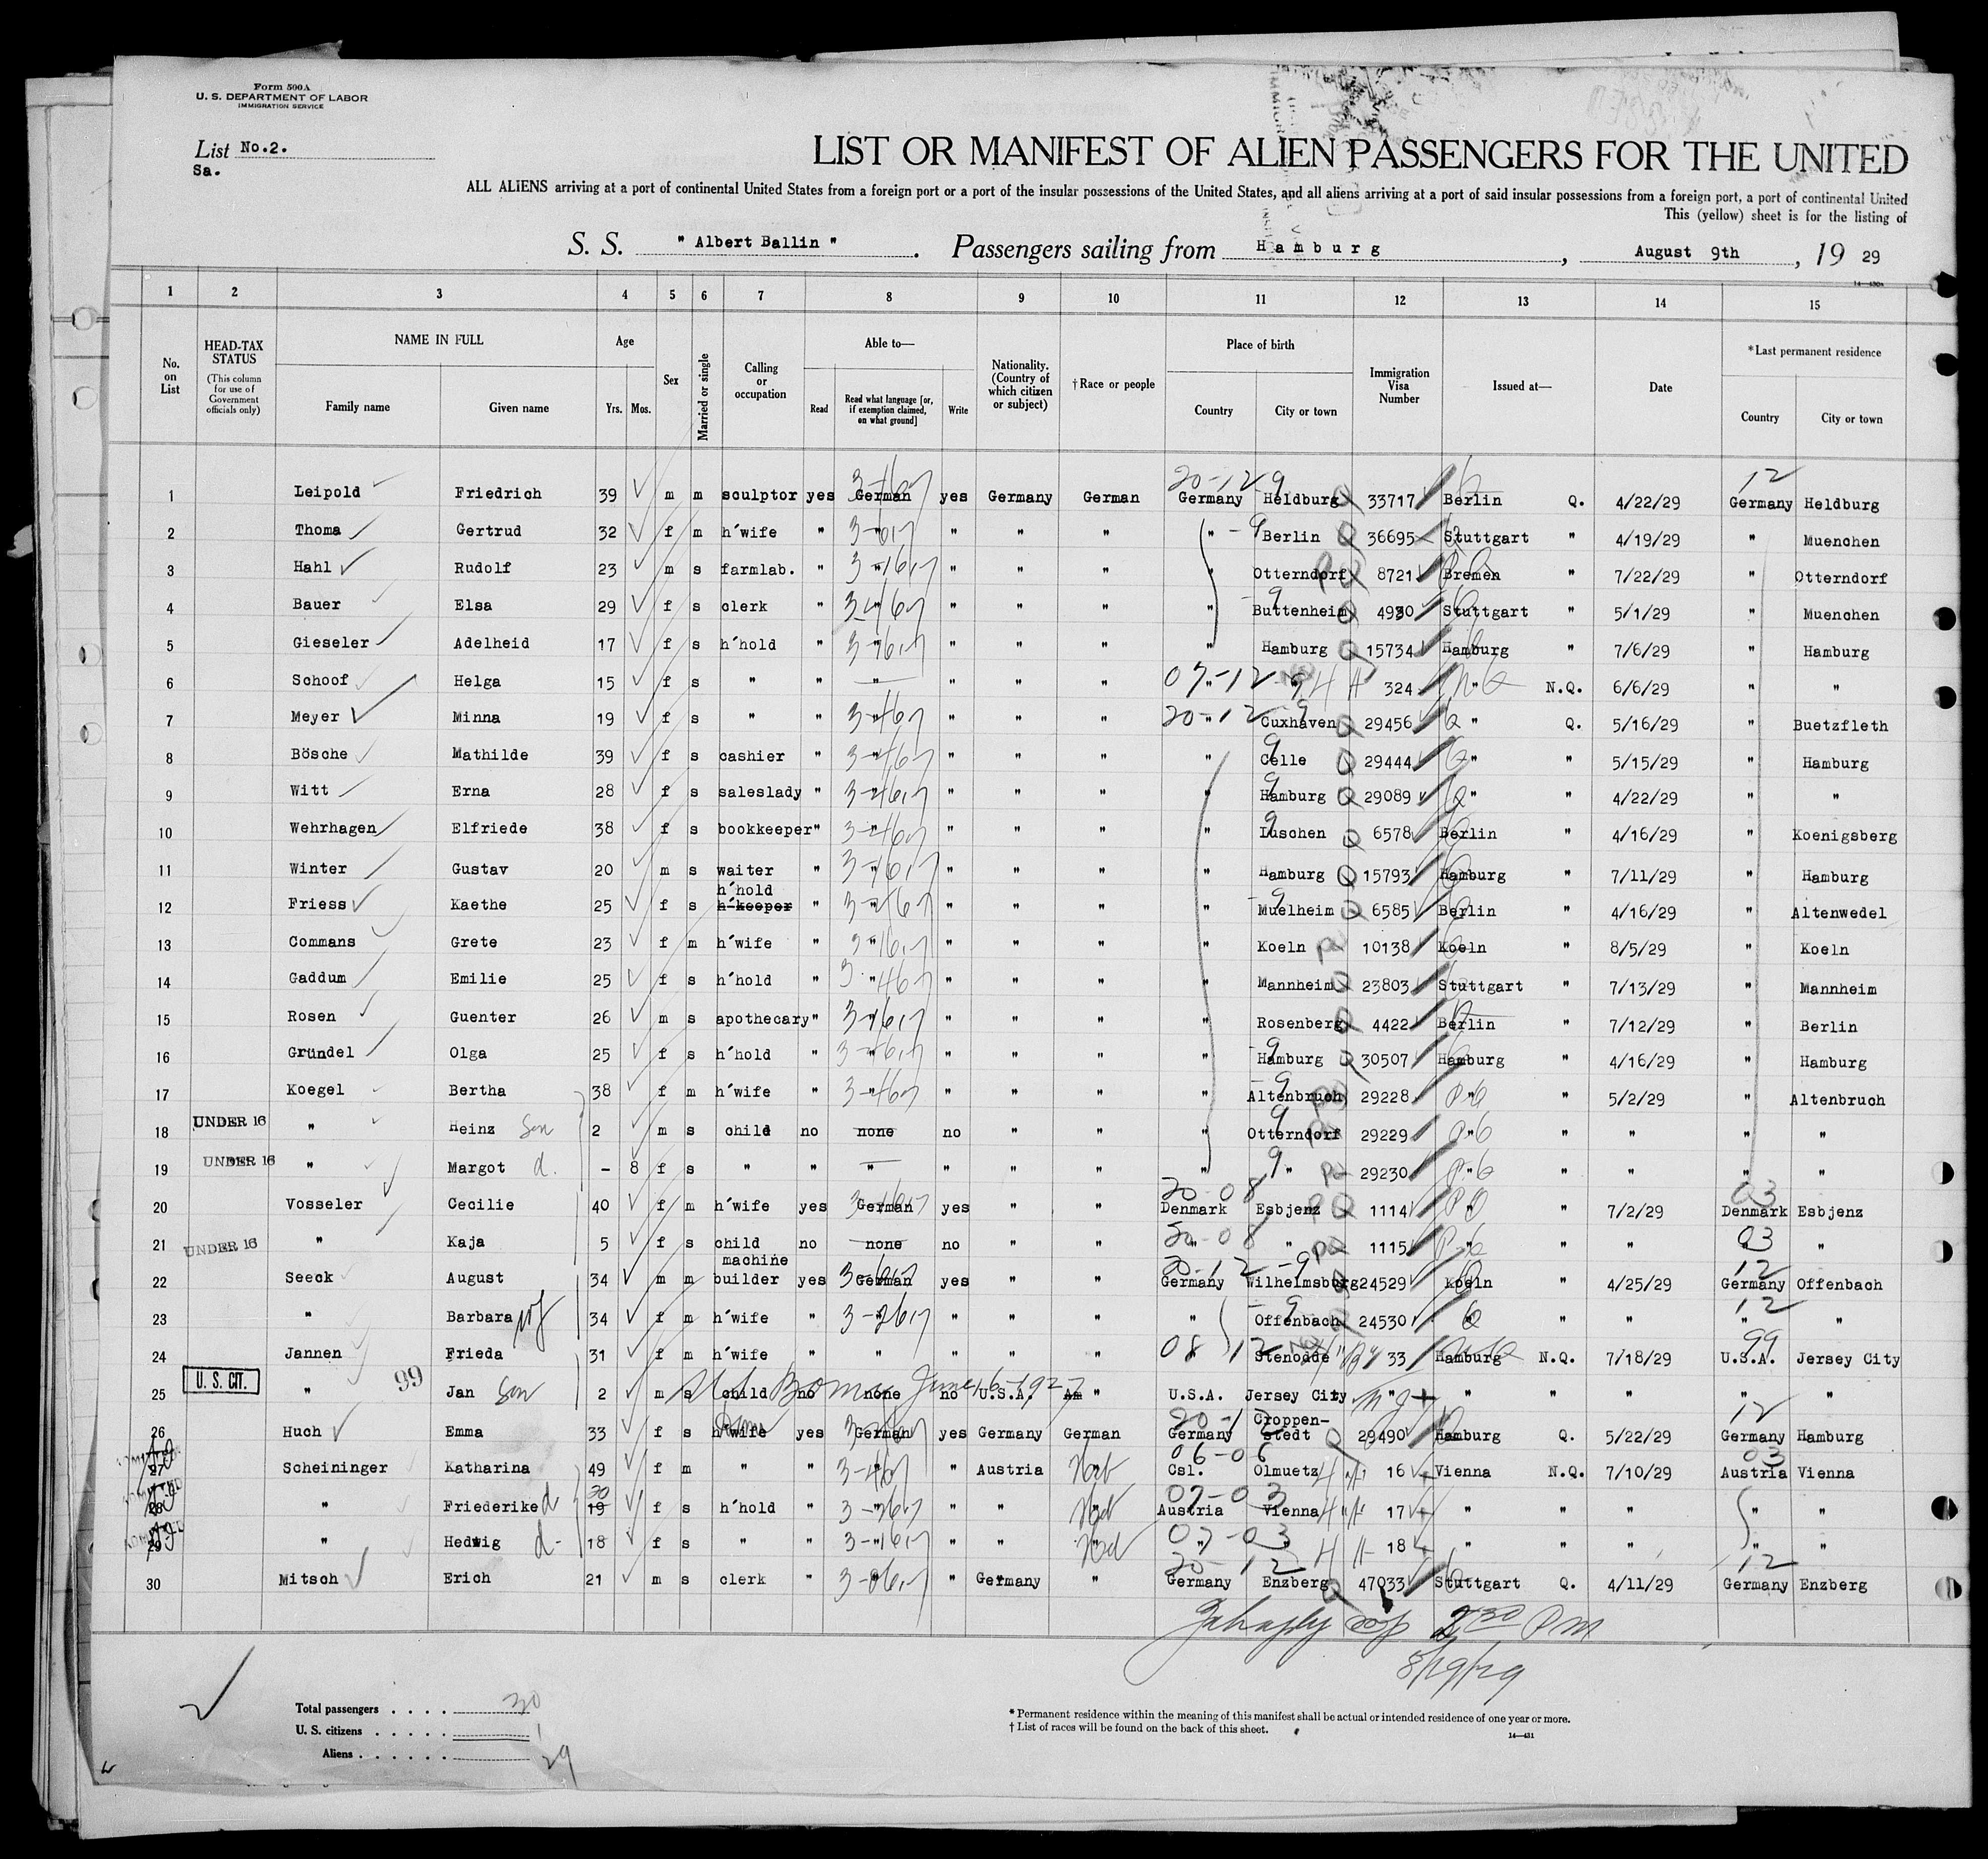 Form 500A
U. S. DEPARTMENT OF LABOR
IMMIGRATION SERVICE
List No.2.
Sa.
LIST OR MANIFEST OF ALIEN PASSENGERS FOR THE UNITED
ALL ALIENS arriving at a port of continental United States from a foreign port or a port of the insular possessions of the United States, and all aliens arriving at a port of said insular possessions from a foreign port, a port of continental United
This (yellow) sheet is for the listing of
S. S. " Albert Ballin " . Passengers sailing from Hamburg , August 9th , 19 29
1 2 3 4 5 6 7 8 9 10 11 12 13 14 15
No. on List
HEAD-TAX STATUS (This column for use of Government officials only)
NAME IN FULL Family name Given name
Age Yrs. Mos.
Sex
Married or single
Calling or occupation
Able to— Read Read what language [or, if exemption claimed, on what ground] Write
Nationality. (Country of which citizen or subject)
† Race or people
Place of birth Country City or town
Immigration Visa Number
Issued at—
Date
*Last permanent residence Country City or town
1 Leipold Friedrich 39 m m sculptor yes German yes Germany German Germany Heldburg 33717 Berlin Q. 4/22/29 Germany Heldburg
2 Thoma Gertrud 32 f m h'wife " " " " " " Berlin 36695 Stuttgart " 4/19/29 " Muenchen
3 Hahl Rudolf 23 m s farmlab. " " " " " " Otterndorf 8721 Bremen " 7/22/29 " Otterndorf
4 Bauer Elsa 29 f s clerk " " " " " " Buttenheim 4930 Stuttgart " 5/1/29 " Muenchen
5 Gieseler Adelheid 17 f s h'hold " " " " " " Hamburg 15734 Hamburg " 7/6/29 " Hamburg
6 Schoof Helga 15 f s " " " " " " " " 324 " N.Q. 6/6/29 " "
7 Meyer Minna 19 f s " " " " " " " Cuxhaven 29456 " Q. 5/16/29 " Buetzfleth
8 Bösche Mathilde 39 f s cashier " " " " " " Celle 29444 " " 5/15/29 " Hamburg
9 Witt Erna 28 f s saleslady " " " " " " Hamburg 29089 " " 4/22/29 " "
10 Wehrhagen Elfriede 38 f s bookkeeper " " " " " " Luschen 6578 Berlin " 4/16/29 " Koenigsberg
11 Winter Gustav 20 m s waiter " " " " " " Hamburg 15793 Hamburg " 7/11/29 " Hamburg
12 Friess Kaethe 25 f s h'hold h'keeper " " " " " " Muelheim 6585 Berlin " 4/16/29 " Altenwedel
13 Commans Grete 23 f m h'wife " " " " " " Koeln 10138 Koeln " 8/5/29 " Koeln
14 Gaddum Emilie 25 f s h'hold " " " " " " Mannheim 23803 Stuttgart " 7/13/29 " Mannheim
15 Rosen Guenter 26 m s apothecary " " " " " " Rosenberg 4422 Berlin " 7/12/29 " Berlin
16 Gründel Olga 25 f s h'hold " " " " " " Hamburg 30507 Hamburg " 4/16/29 " Hamburg
17 Koegel Bertha 38 f m h'wife " " " " " " Altenbruch 29228 " " 5/2/29 " Altenbruch
18 UNDER 16 " Heinz Son 2 m s child no none no " " " Otterndorf 29229 " " " " "
19 UNDER 16 " Margot d. - 8 f s " " " " " " " " 29230 " " " " "
20 Vosseler Cecilie 40 f m h'wife yes German yes " " Denmark Esbjenz 1114 " " 7/2/29 Denmark Esbjenz
21 UNDER 16 " Kaja 5 f s child no none no " " " " 1115 " " " " "
22 Seeck August 34 m m machine builder yes German yes " " Germany Wilhelmsburg 24529 Koeln " 4/25/29 Germany Offenbach
23 " Barbara wf 34 f m h'wife " " " " " " Offenbach 24530 " " " " "
24 Jannen Frieda 31 f m h'wife " " " " " " Stenodde 33 Hamburg N.Q. 7/18/29 U.S.A. Jersey City
25 U. S. CIT. " 99 Jan Son 2 m s child no none no U.S.A. Am " U.S.A. Jersey City " " " " " "
U.S. Born June 16-1927
26 Huch Emma 33 f s h'wife yes German yes Germany German Germany Croppen-stedt 29490 Hamburg Q. 5/22/29 Germany Hamburg
27 Scheininger Katharina 49 f m " " " " Austria Heb Csl. Olmuetz 16 Vienna N.Q. 7/10/29 Austria Vienna
28 " Friederike d 30 19 f s h'hold " " " " Heb Austria Vienna 17 " " " " "
29 " Hedwig d- 18 f s " " " " " Heb " " 18 " " " " "
30 Mitsch Erich 21 m s clerk " " " Germany " Germany Enzberg 47033 Stuttgart Q. 4/11/29 Germany Enzberg
2 30 PM
8/19/29
Total passengers . . . . 30
U. S. citizens . . . . . 1
Aliens . . . . . . 29
* Permanent residence within the meaning of this manifest shall be actual or intended residence of one year or more.
† List of races will be found on the back of this sheet.
14—431